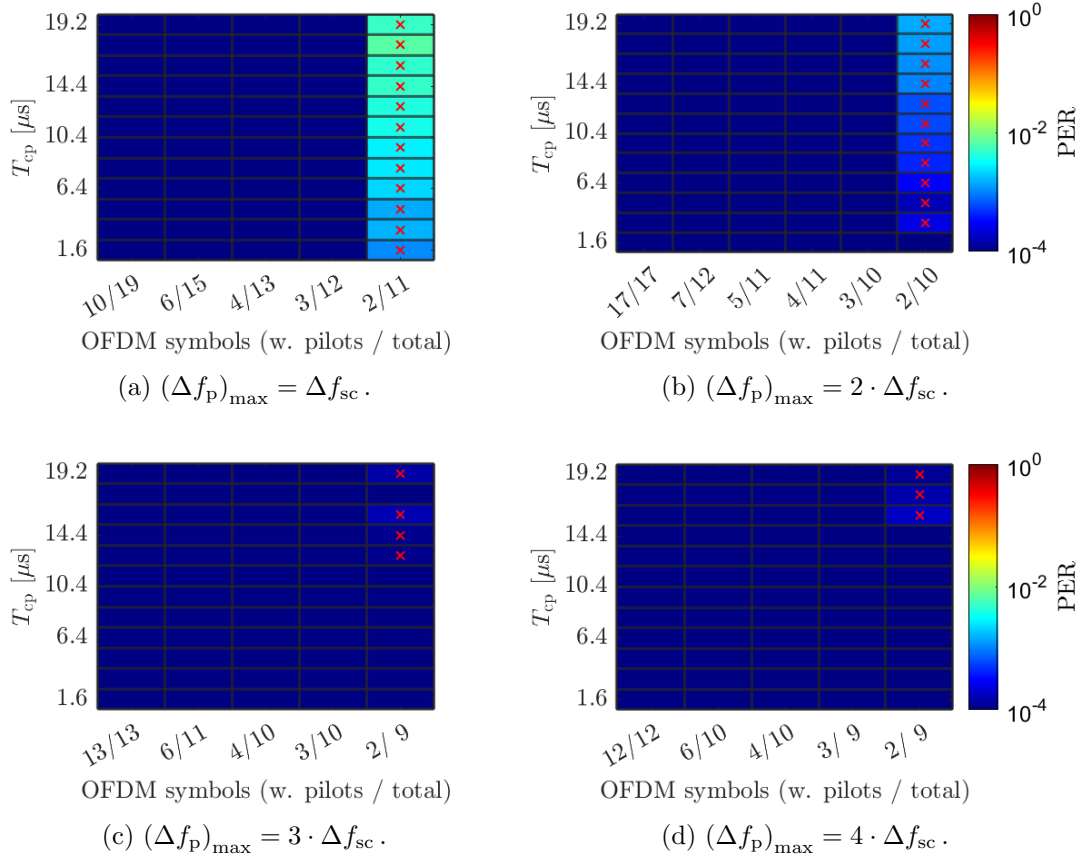 19.2
14.4
10.4
6.4
1.6
T_cp [μs]
10/19 6/15 4/13 3/12 2/11
OFDM symbols (w. pilots / total)
(a) (Δf_p)_max = Δf_sc .
19.2
14.4
10.4
6.4
1.6
T_cp [μs]
17/17 7/12 5/11 4/11 3/10 2/10
OFDM symbols (w. pilots / total)
10^0
10^-2
10^-4
PER
(b) (Δf_p)_max = 2 · Δf_sc .
19.2
14.4
10.4
6.4
1.6
T_cp [μs]
13/13 6/11 4/10 3/10 2/ 9
OFDM symbols (w. pilots / total)
(c) (Δf_p)_max = 3 · Δf_sc .
19.2
14.4
10.4
6.4
1.6
T_cp [μs]
12/12 6/10 4/10 3/ 9 2/ 9
OFDM symbols (w. pilots / total)
10^0
10^-2
10^-4
PER
(d) (Δf_p)_max = 4 · Δf_sc .